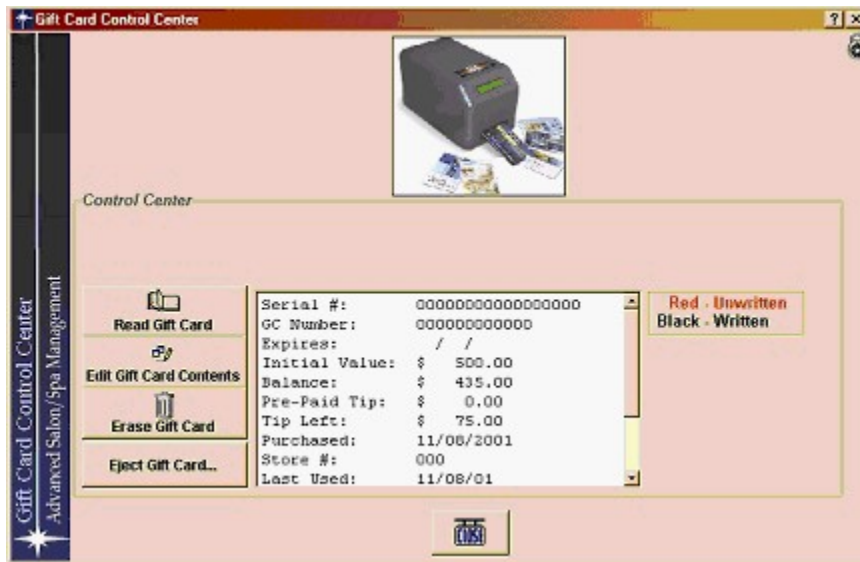 Gift Card Control Center
Control Center
Gift Card Control Center
Advanced Salon/Spa Management
Read Gift Card
Edit Gift Card Contents
Erase Gift Card
Eject Gift Card...
Serial #: 00000000000000000
GC Number: 000000000000
Expires: / /
Initial Value: $ 500.00
Balance: $ 435.00
Pre-Paid Tip: $ 0.00
Tip Left: $ 75.00
Purchased: 11/08/2001
Store #: 000
Last Used: 11/08/01
Red - Unwritten
Black - Written
CLOSE